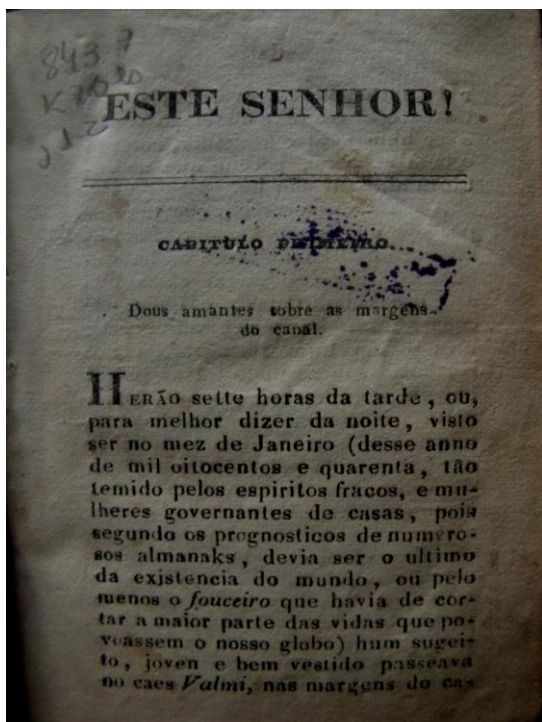 843
ESTE SENHOR!
CAPITULO PRIMEIRO.
Dous amantes sobre as margens
do canal.
HERÃO sette horas da tarde, ou,
para melhor dizer da noite, visto
ser no mez de Janeiro (desse anno
de mil oitocentos e quarenta, tão
temido pelos espiritos fracos, e mu-
lheres governantes de casas, pois
segundo os prognosticos de numero-
sos almanaks, devia ser o ultimo
da existencia do mundo, ou pelo
menos o fouceiro que havia de cor-
tar a maior parte das vidas que po-
voassem o nosso globo) hum sugei-
to, joven e bem vestido passeava
no caes Valmi, nas margens do ca-